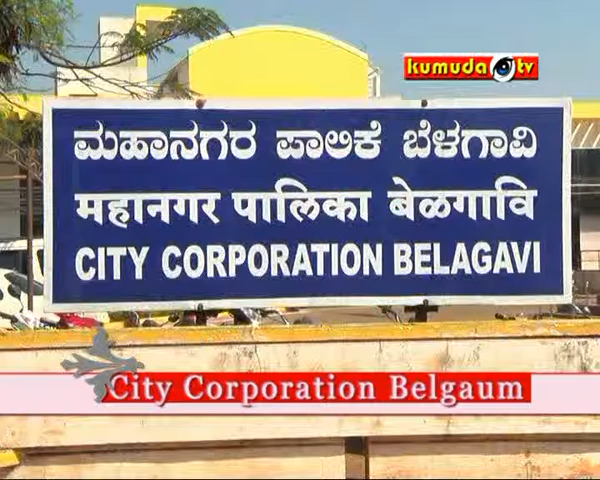 kumuda tv
ಮಹಾನಗರ ಪಾಲಿಕೆ ಬೆಳಗಾವಿ
महानगर पालिका बेळगावि
CITY CORPORATION BELAGAVI
City Corporation Belgaum